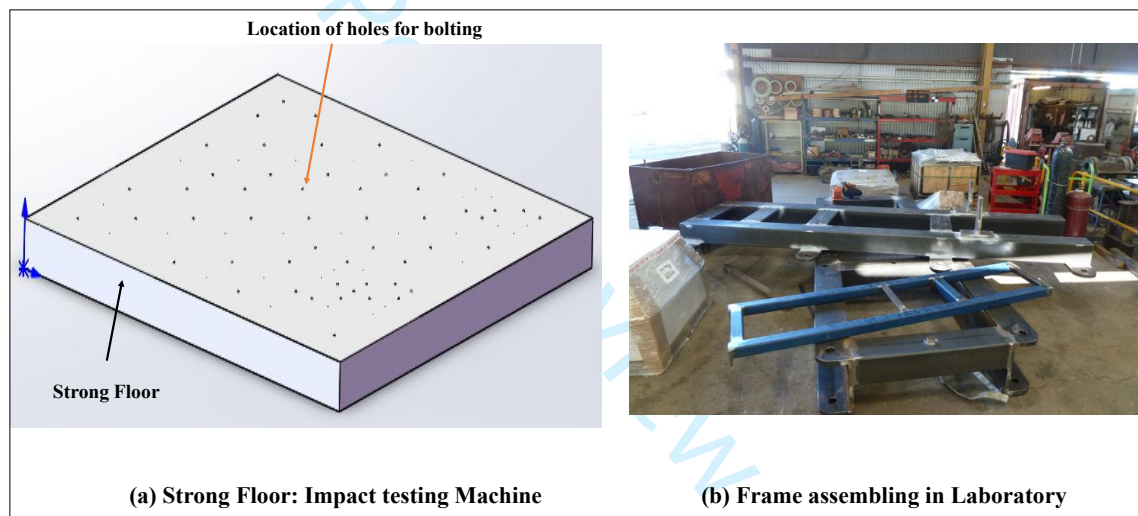 Location of holes for bolting
Strong Floor
(a) Strong Floor: Impact testing Machine
(b) Frame assembling in Laboratory